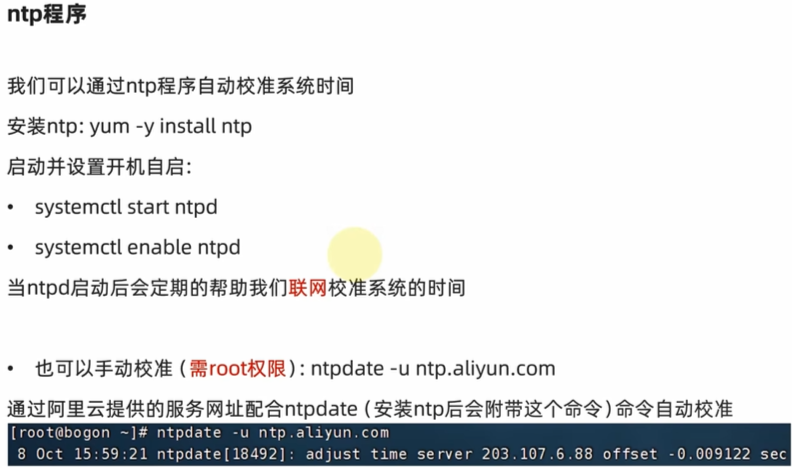 ntp程序
我们可以通过ntp程序自动校准系统时间
安装ntp: yum -y install ntp
启动并设置开机自启:
• systemctl start ntpd
• systemctl enable ntpd
当ntpd启动后会定期的帮助我们联网校准系统的时间
• 也可以手动校准（需root权限）: ntpdate -u ntp.aliyun.com
通过阿里云提供的服务网址配合ntpdate（安装ntp后会附带这个命令）命令自动校准
[root@bogon ~]# ntpdate -u ntp.aliyun.com
8 Oct 15:59:21 ntpdate[18492]: adjust time server 203.107.6.88 offset -0.009122 sec